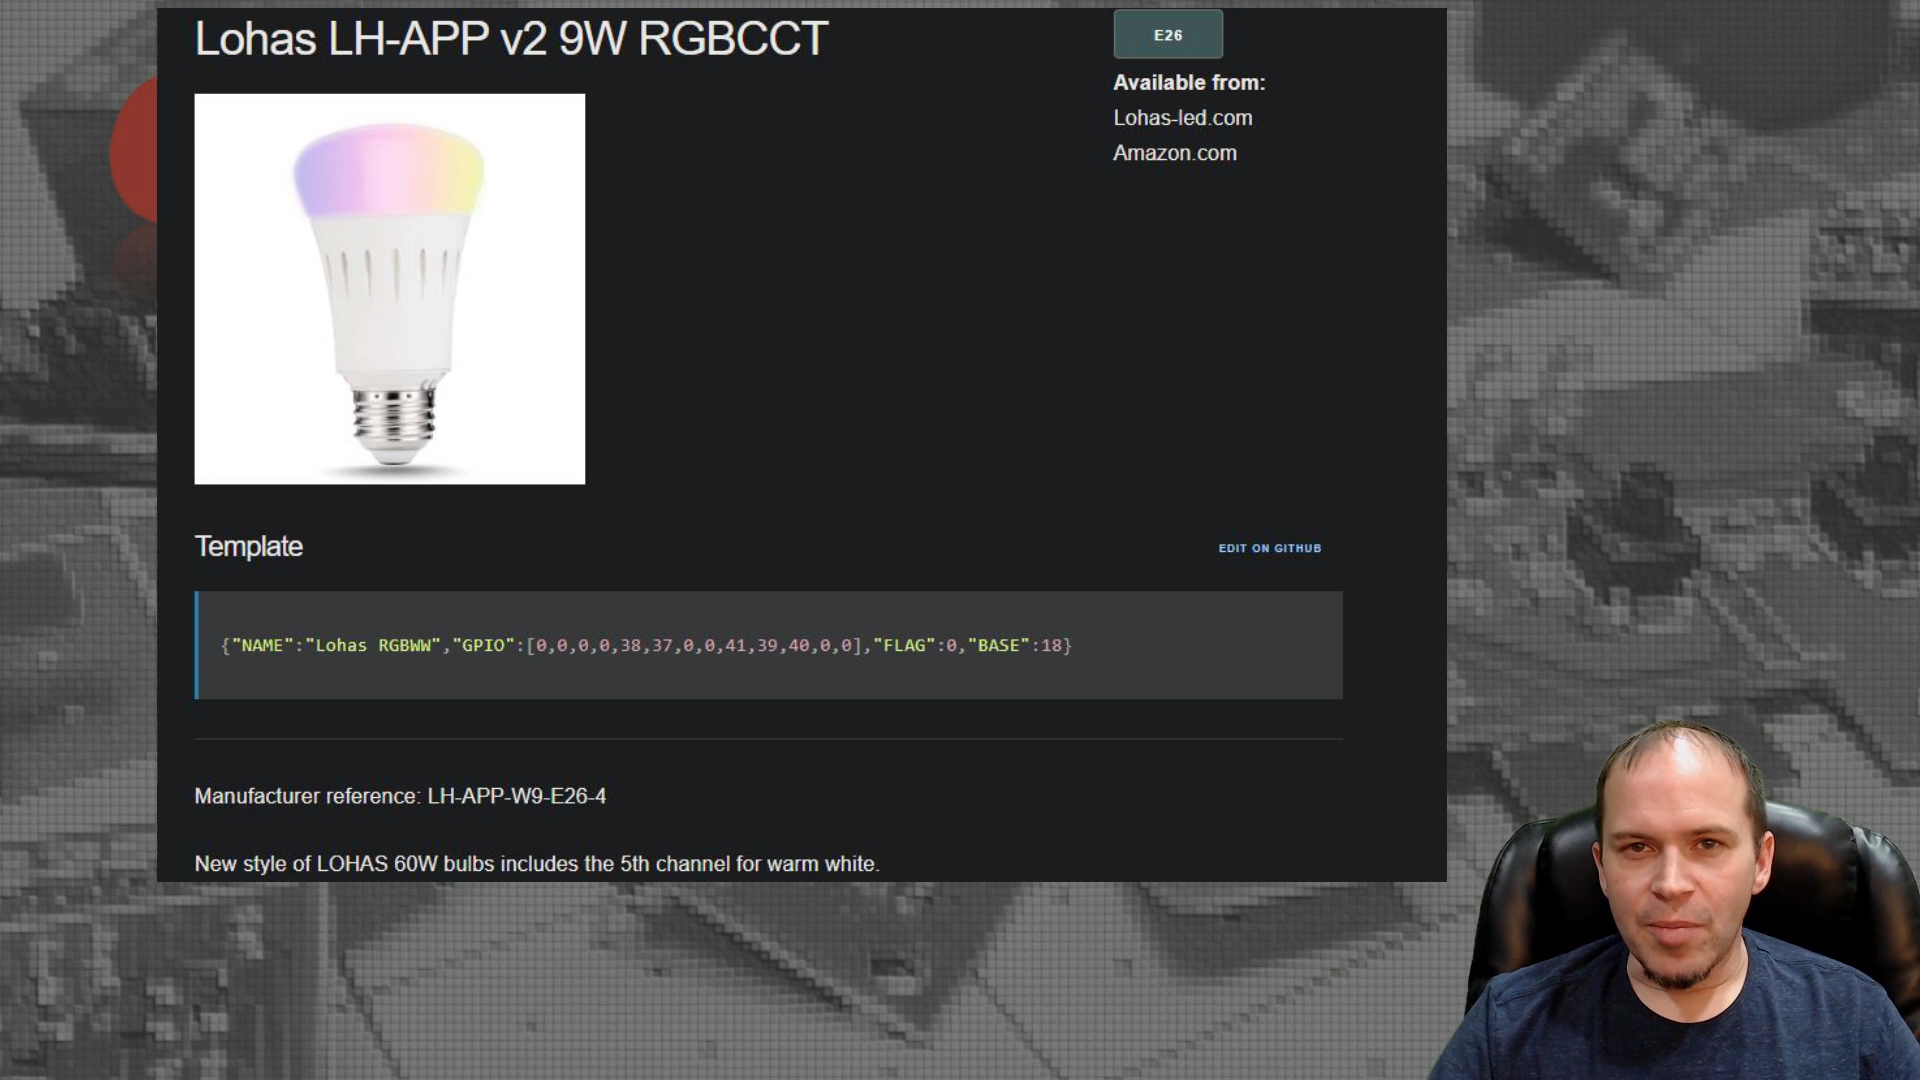 Lohas LH-APP v2 9W RGBCCT
E26
Available from:
Lohas-led.com
Amazon.com
Template
EDIT ON GITHUB
{"NAME":"Lohas RGBWW","GPIO":[0,0,0,0,38,37,0,0,41,39,40,0,0],"FLAG":0,"BASE":18}
Manufacturer reference: LH-APP-W9-E26-4
New style of LOHAS 60W bulbs includes the 5th channel for warm white.